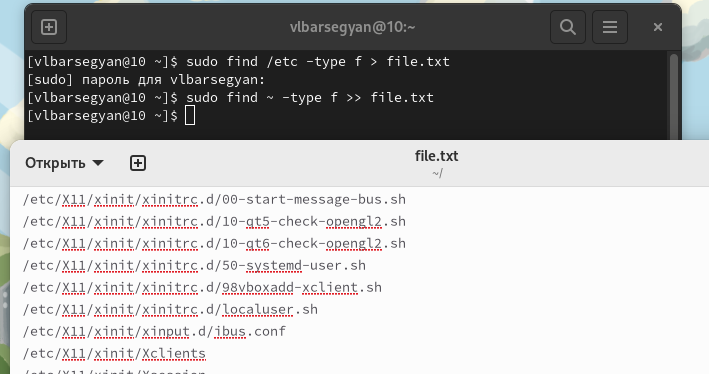 vlbarsegyan@10:~
[vlbarsegyan@10 ~]$ sudo find /etc -type f > file.txt
[sudo] пароль для vlbarsegyan:
[vlbarsegyan@10 ~]$ sudo find ~ -type f >> file.txt
[vlbarsegyan@10 ~]$
Открыть
file.txt
~/
/etc/X11/xinit/xinitrc.d/00-start-message-bus.sh
/etc/X11/xinit/xinitrc.d/10-qt5-check-opengl2.sh
/etc/X11/xinit/xinitrc.d/10-qt6-check-opengl2.sh
/etc/X11/xinit/xinitrc.d/50-systemd-user.sh
/etc/X11/xinit/xinitrc.d/98vboxadd-xclient.sh
/etc/X11/xinit/xinitrc.d/localuser.sh
/etc/X11/xinit/xinput.d/ibus.conf
/etc/X11/xinit/Xclients